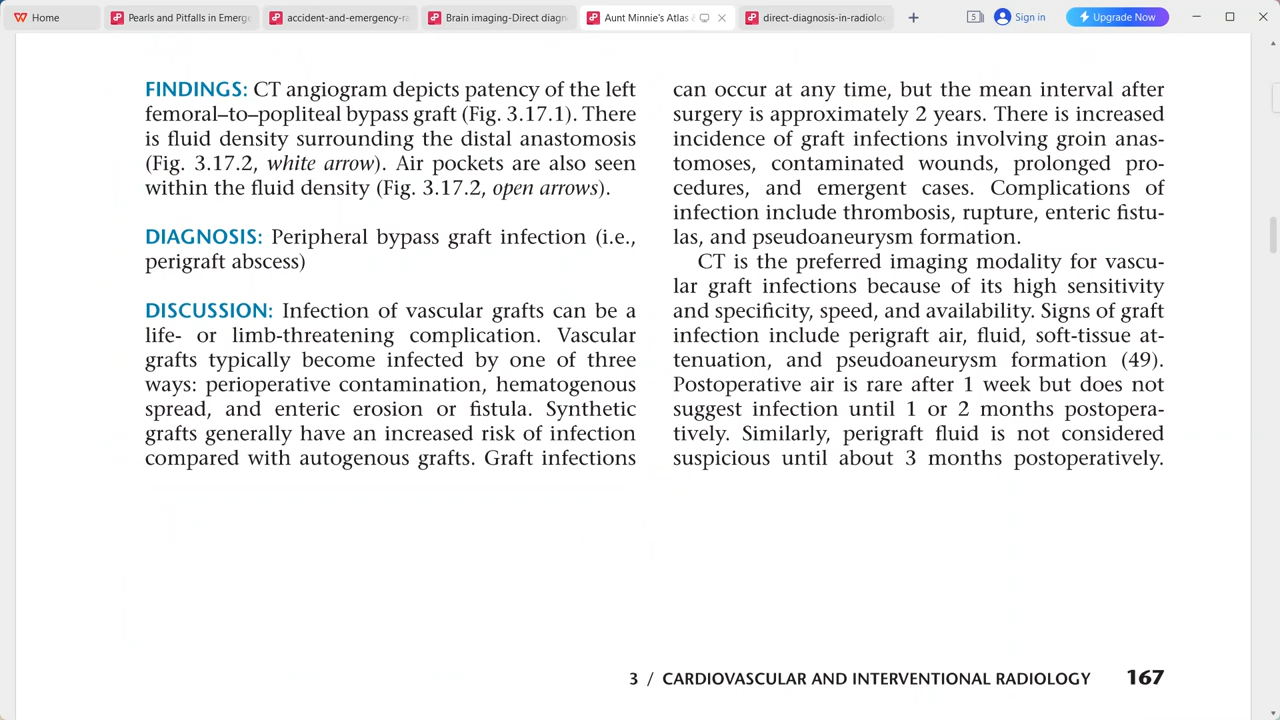 Home
Pearls and Pitfalls in Emerg
accident-and-emergency-ra
Brain imaging-Direct diagn
Aunt Minnie's Atlas
direct-diagnosis-in-radiolo
5
Sign in
Upgrade Now
FINDINGS: CT angiogram depicts patency of the left
femoral–to–popliteal bypass graft (Fig. 3.17.1). There
is fluid density surrounding the distal anastomosis
(Fig. 3.17.2, white arrow). Air pockets are also seen
within the fluid density (Fig. 3.17.2, open arrows).
DIAGNOSIS: Peripheral bypass graft infection (i.e.,
perigraft abscess)
DISCUSSION: Infection of vascular grafts can be a
life- or limb-threatening complication. Vascular
grafts typically become infected by one of three
ways: perioperative contamination, hematogenous
spread, and enteric erosion or fistula. Synthetic
grafts generally have an increased risk of infection
compared with autogenous grafts. Graft infections
can occur at any time, but the mean interval after
surgery is approximately 2 years. There is increased
incidence of graft infections involving groin anas-
tomoses, contaminated wounds, prolonged pro-
cedures, and emergent cases. Complications of
infection include thrombosis, rupture, enteric fistu-
las, and pseudoaneurysm formation.
CT is the preferred imaging modality for vascu-
lar graft infections because of its high sensitivity
and specificity, speed, and availability. Signs of graft
infection include perigraft air, fluid, soft-tissue at-
tenuation, and pseudoaneurysm formation (49).
Postoperative air is rare after 1 week but does not
suggest infection until 1 or 2 months postopera-
tively. Similarly, perigraft fluid is not considered
suspicious until about 3 months postoperatively.
3 / CARDIOVASCULAR AND INTERVENTIONAL RADIOLOGY 167